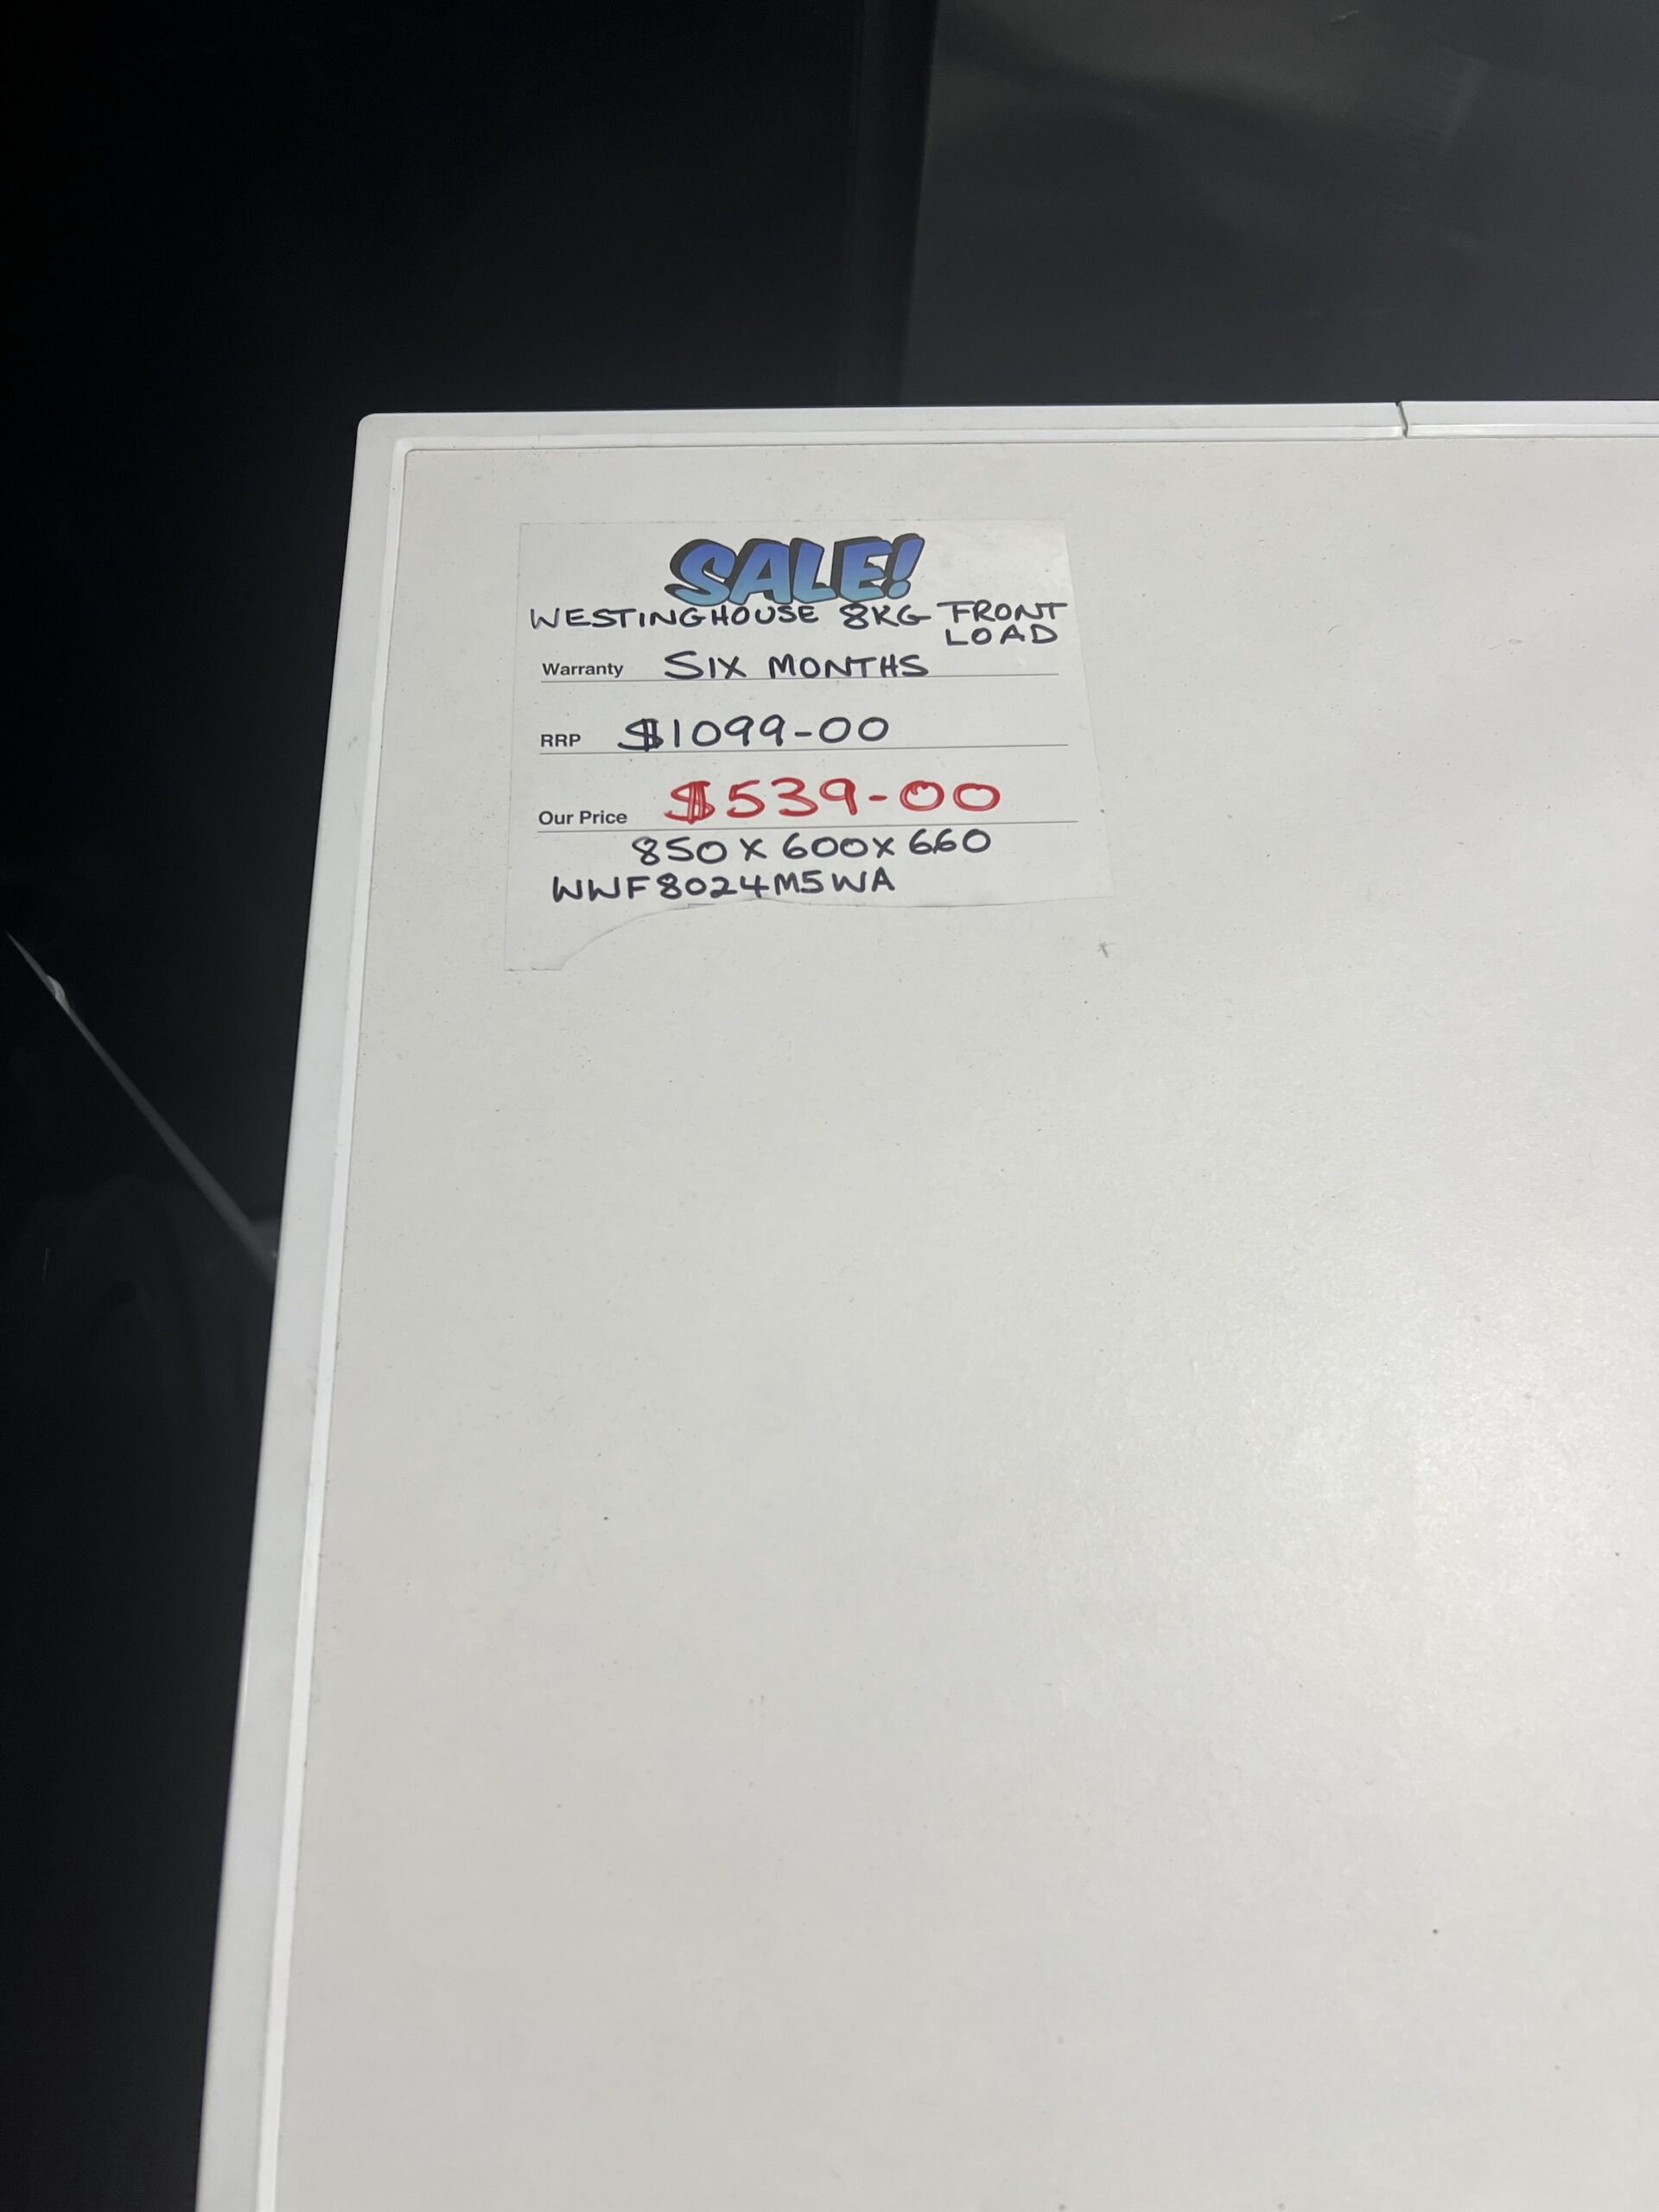 SALE!
WESTINGHOUSE 8KG FRONT
LOAD
Warranty SIX MONTHS
RRP $1099-00
Our Price $539-00
850 X 600 X 660
WWF8024M5WA